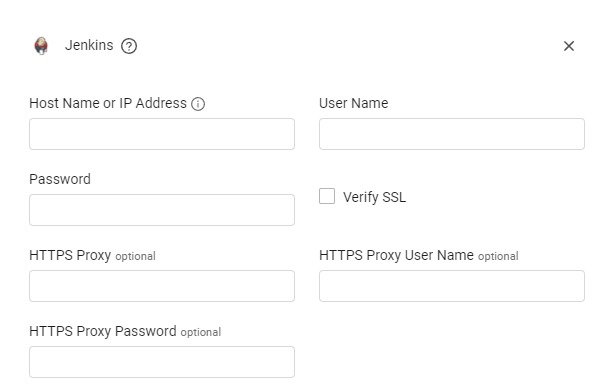 Jenkins
Host Name or IP Address User Name
Password
Verify SSL
HTTPS Proxy optional HTTPS Proxy User Name optional
HTTPS Proxy Password optional